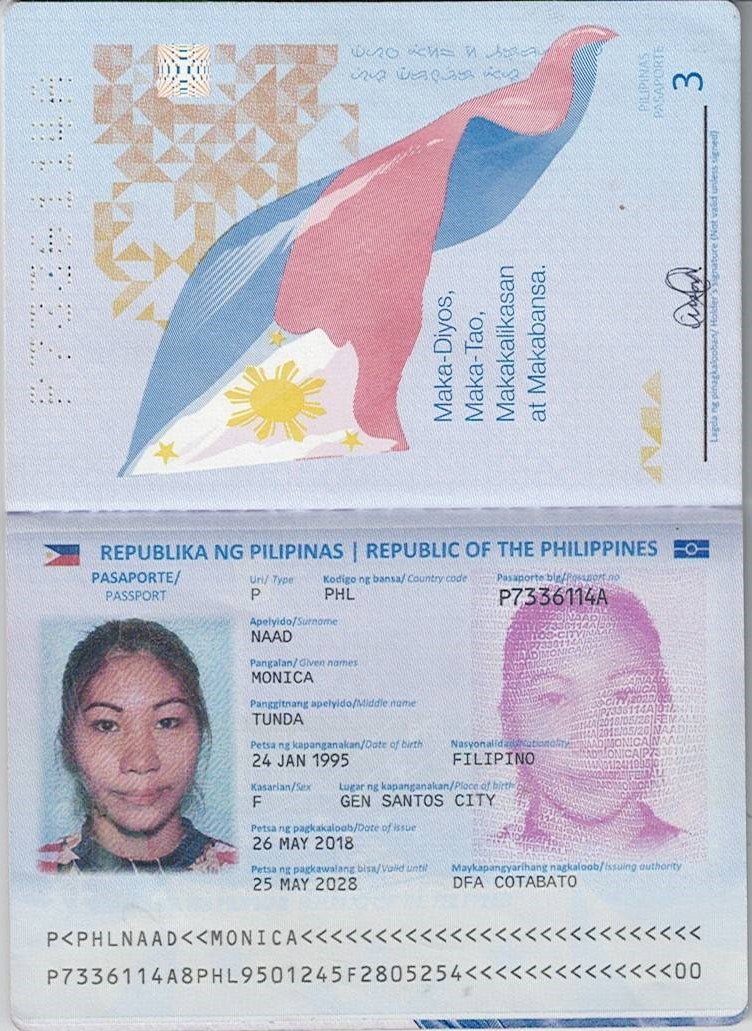 PILIPINAS
PASAPORTE
3
Maka-Diyos,
Maka-Tao,
Makakalikasan
at Makabansa.
Lagda ng pinagkalooban/ Holder's signature (Not valid unless signed)
REPUBLIKA NG PILIPINAS | REPUBLIC OF THE PHILIPPINES
PASAPORTE/
PASSPORT
Uri/ Type Kodigo ng bansa/ Country code Pasaporte blg/Passport no
P PHL P7336114A
Apelyido/Surname
NAAD
Pangalan/ Given names
MONICA
Panggitnang apelyido/Middle name
TUNDA
Petsa ng kapanganakan/Date of birth Nasyonalidad/Nationality
24 JAN 1995 FILIPINO
Kasarian/Sex Lugar ng kapanganakan/Place of birth
F GEN SANTOS CITY
Petsa ng pagkakaloob/Date of issue
26 MAY 2018
Petsa ng pagkawalang bisa/Valid until Maykapangyarihang nagkaloob/Issuing authority
25 MAY 2028 DFA COTABATO
P<PHLNAAD<<MONICA<<<<<<<<<<<<<<<<<<<<<<<<<<<
P7336114A8PHL9501245F2805254<<<<<<<<<<<<<<00